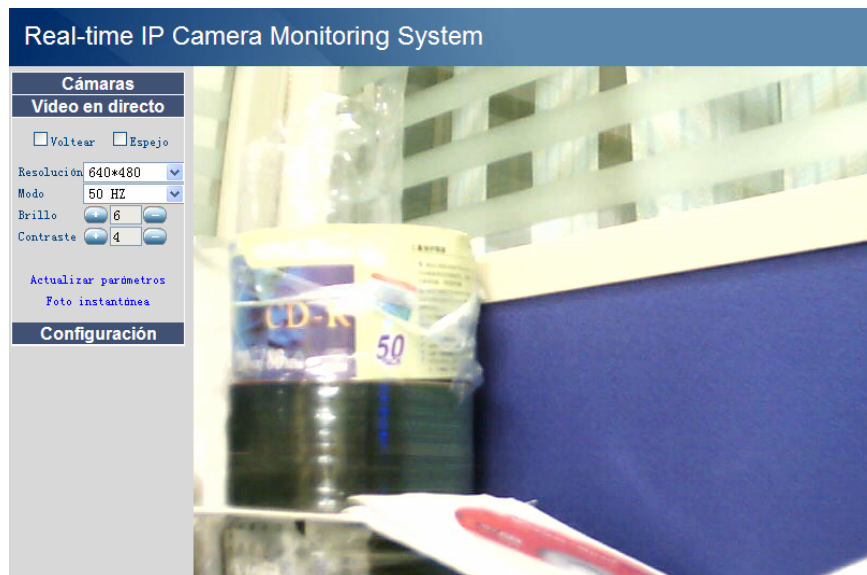 Real-time IP Camera Monitoring System
Cámaras
Video en directo
Voltear Espejo
Resolución 640*480
Modo 50 HZ
Brillo + 6 -
Contraste + 4 -
Actualizar parámetros
Foto instantánea
Configuración
CD-R
50